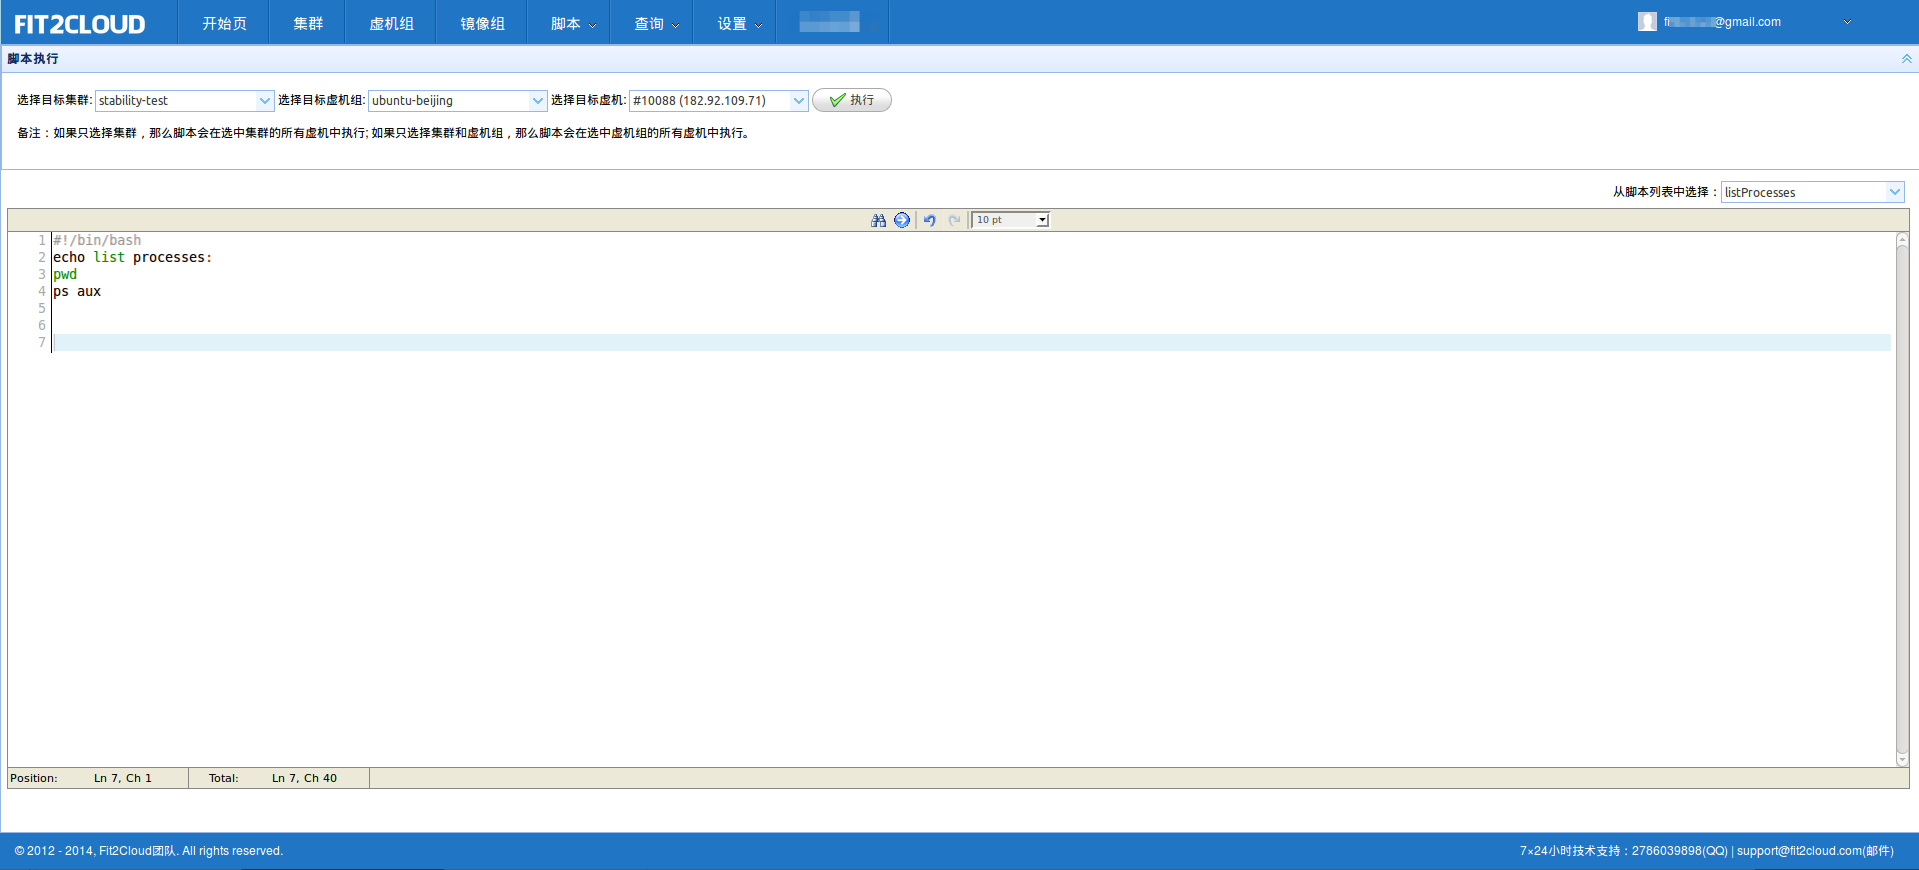 FIT2CLOUD 开始页 集群 虚机组 镜像组 脚本 查询 设置 @gmail.com
脚本执行
选择目标集群: stability-test 选择目标虚机组: ubuntu-beijing 选择目标虚机: #10088 (182.92.109.71) 执行
备注：如果只选择集群，那么脚本会在选中集群的所有虚机中执行; 如果只选择集群和虚机组，那么脚本会在选中虚机组的所有虚机中执行。
从脚本列表中选择： listProcesses
10 pt
1 #!/bin/bash
2 echo list processes:
3 pwd
4 ps aux
5
6
7
Position: Ln 7, Ch 1 Total: Ln 7, Ch 40
© 2012 - 2014, Fit2Cloud团队. All rights reserved. 7×24小时技术支持：2786039898(QQ) | support@fit2cloud.com(邮件)